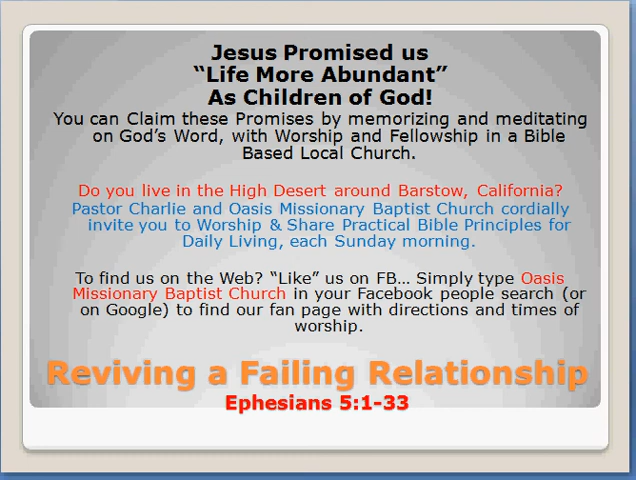 Jesus Promised us
“Life More Abundant”
As Children of God!
You can Claim these Promises by memorizing and meditating
on God’s Word, with Worship and Fellowship in a Bible
Based Local Church.
Do you live in the High Desert around Barstow, California?
Pastor Charlie and Oasis Missionary Baptist Church cordially
invite you to Worship & Share Practical Bible Principles for
Daily Living, each Sunday morning.
To find us on the Web? “Like” us on FB… Simply type Oasis
Missionary Baptist Church in your Facebook people search (or
on Google) to find our fan page with directions and times of
worship.
Reviving a Failing Relationship
Ephesians 5:1-33